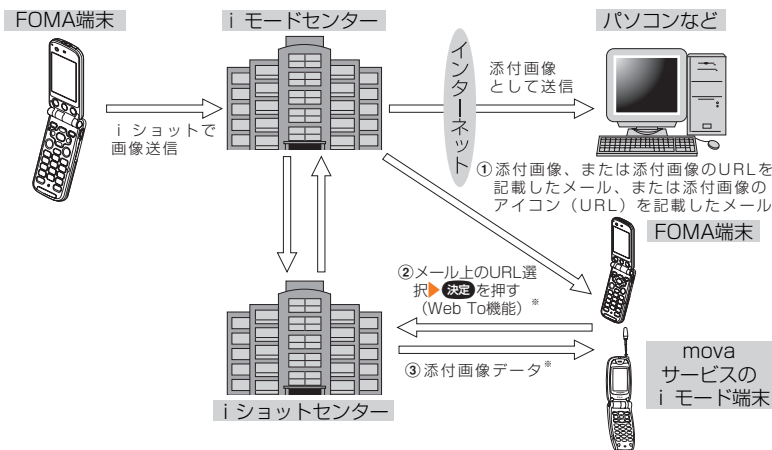 FOMA端末
i モードセンター
パソコンなど
インターネット
添付画像
として送信
i ショットで
画像送信
①添付画像、または添付画像のURLを
記載したメール、または添付画像の
アイコン（URL）を記載したメール
FOMA端末
②メール上のURL選
択▶決定を押す
（Web To機能）※
③添付画像データ※
mova
サービスの
i モード端末
i ショットセンター